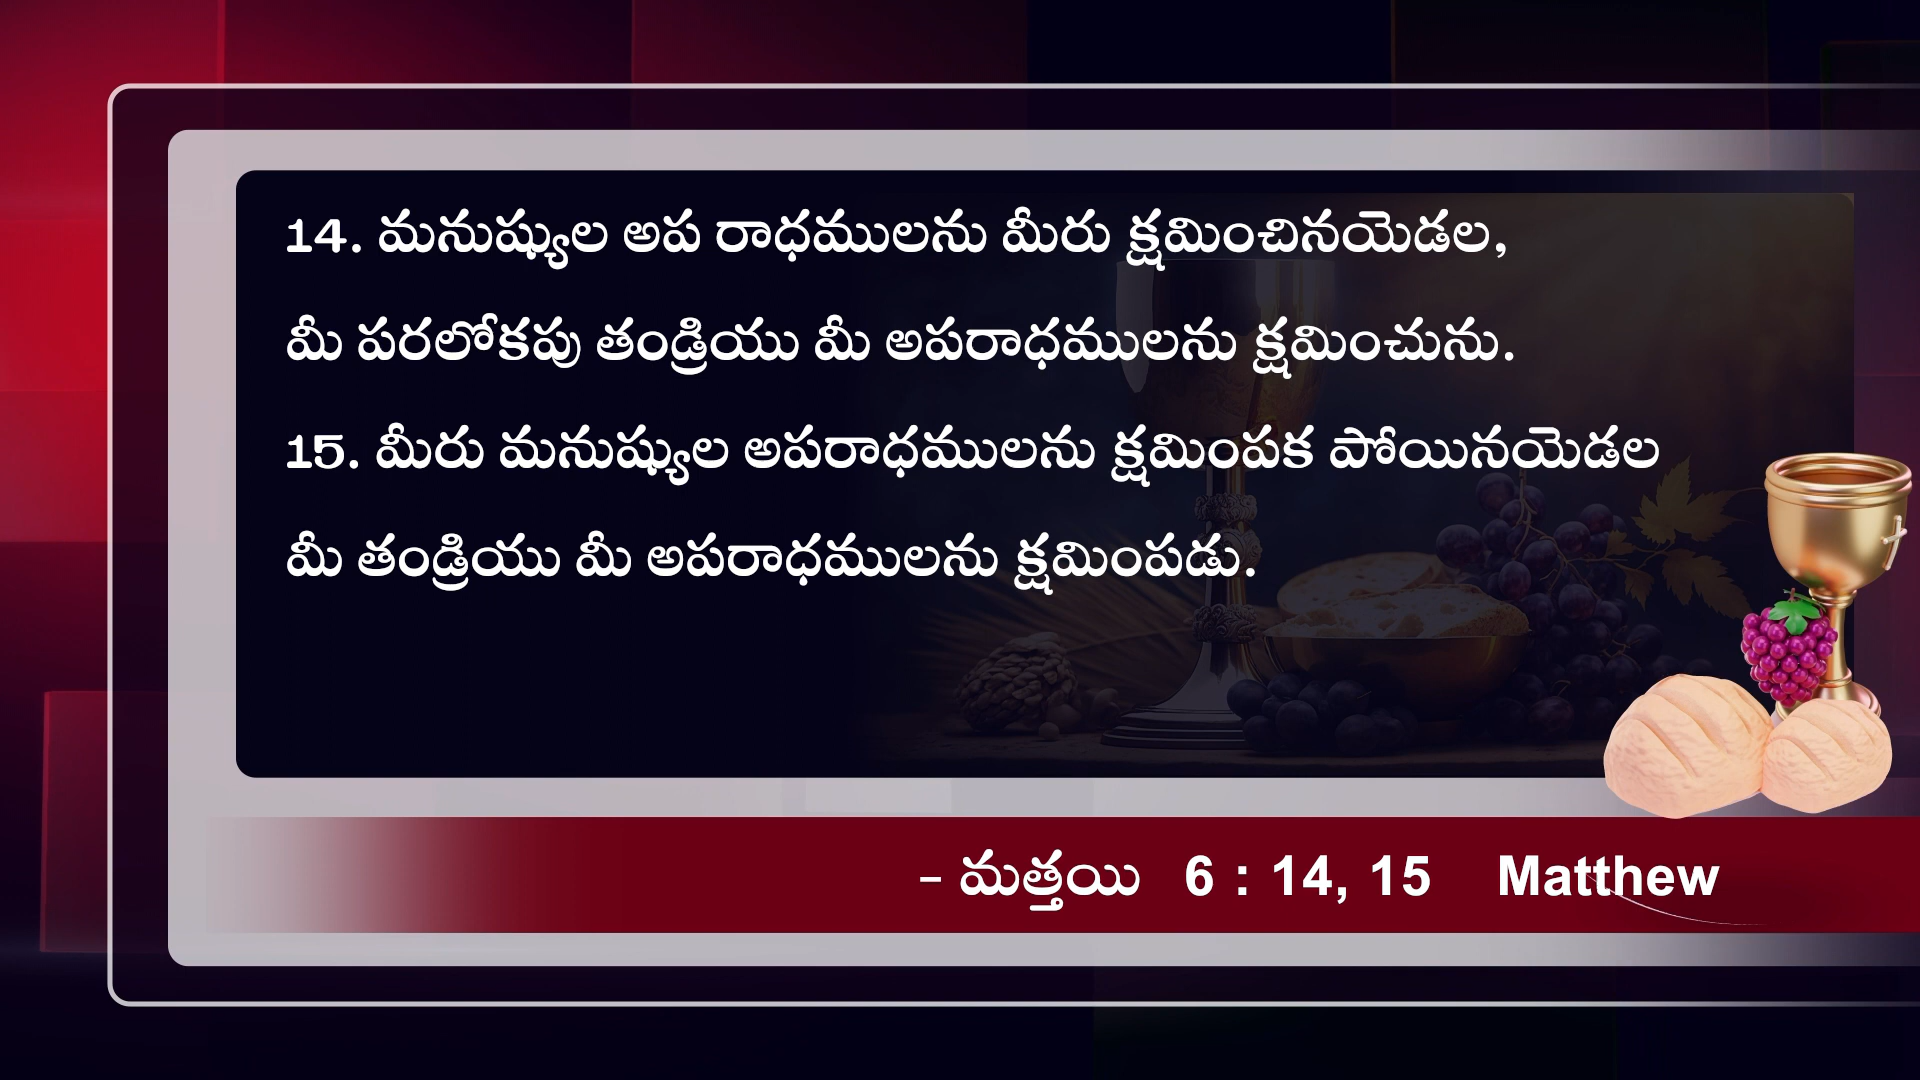 14. మనుష్యుల అప రాధములను మీరు క్షమించినయెడల,
మీ పరలోకపు తండ్రియు మీ అపరాధములను క్షమించును.
15. మీరు మనుష్యుల అపరాధములను క్షమింపక పోయినయెడల
మీ తండ్రియు మీ అపరాధములను క్షమింపడు.
- మత్తయి 6 : 14, 15 Matthew